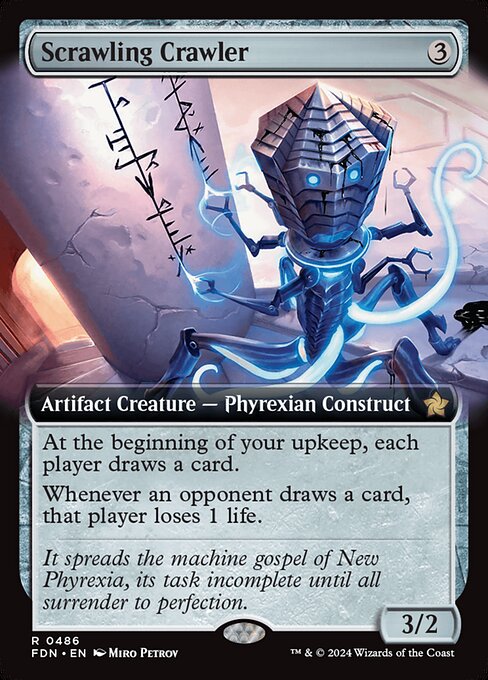 Scrawling Crawler 3
Artifact Creature — Phyrexian Construct
At the beginning of your upkeep, each
player draws a card.
Whenever an opponent draws a card,
that player loses 1 life.
It spreads the machine gospel of New
Phyrexia, its task incomplete until all
surrender to perfection.
3/2
R 0486
FDN • EN Miro Petrov
™ & © 2024 Wizards of the Coast